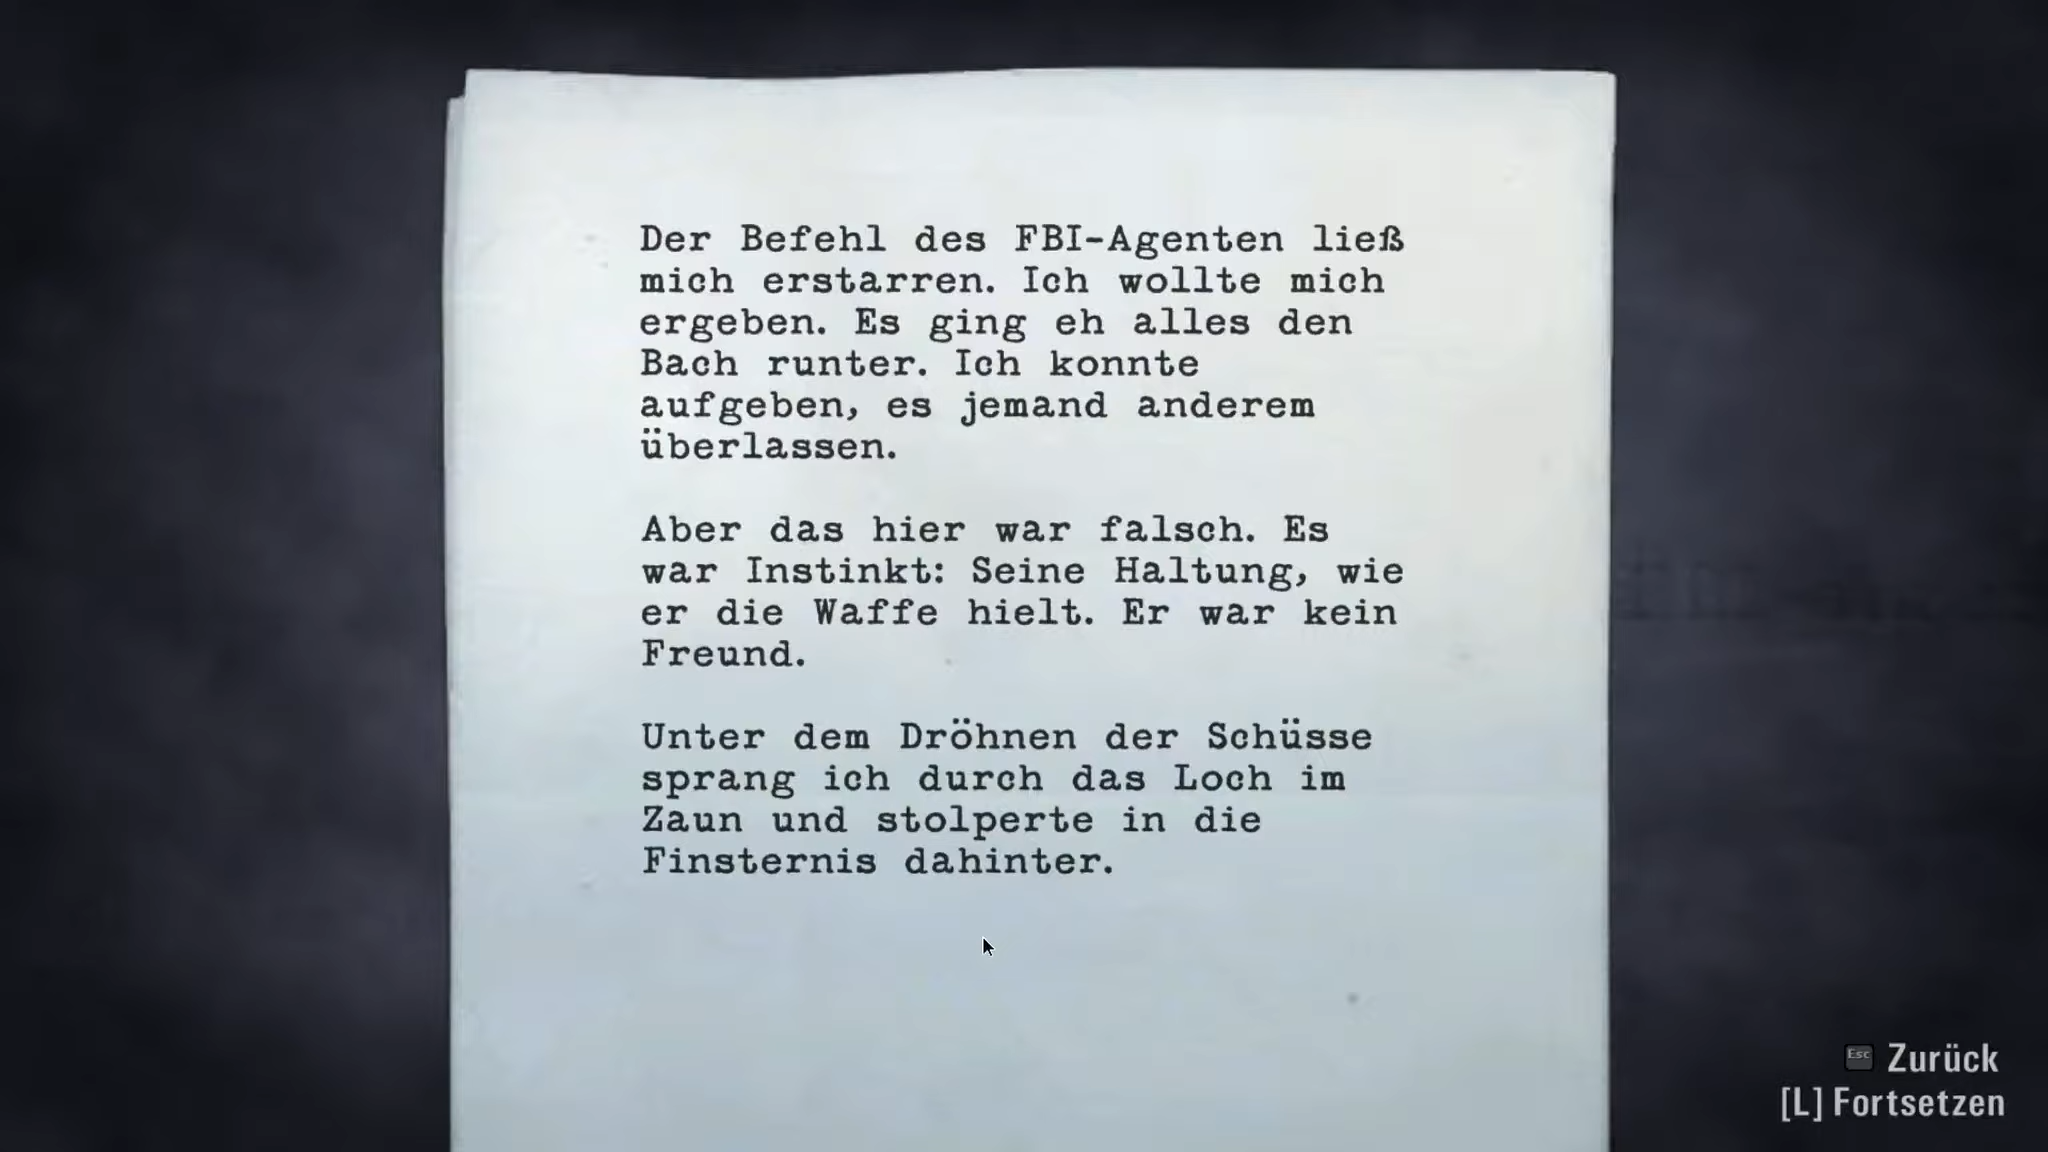 Der Befehl des FBI-Agenten ließ
mich erstarren. Ich wollte mich
ergeben. Es ging eh alles den
Bach runter. Ich konnte
aufgeben, es jemand anderem
überlassen.
Aber das hier war falsch. Es
war Instinkt: Seine Haltung, wie
er die Waffe hielt. Er war kein
Freund.
Unter dem Dröhnen der Schüsse
sprang ich durch das Loch im
Zaun und stolperte in die
Finsternis dahinter.
Esc Zurück
[L] Fortsetzen